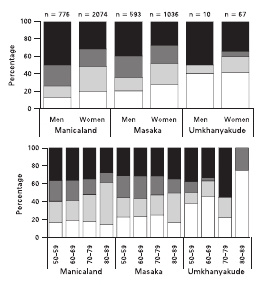 n = 776 n = 2074 n = 593 n = 1036 n = 10 n = 67
100
80
60
40
20
0
Percentage
Men Women Men Women Men Women
Manicaland Masaka Umkhanyakude
100
80
60
40
20
0
Percentage
50–59 60–69 70–79 80–89 50–59 60–69 70–79 80–89 50–59 60–69 70–79 80–89
Manicaland Masaka Umkhanyakude